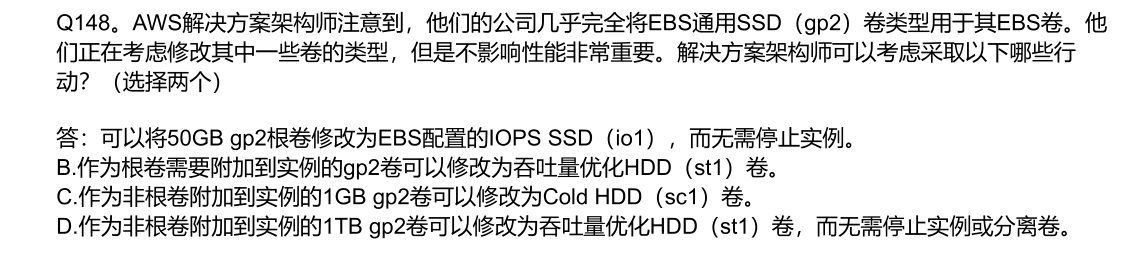 Q148。AWS解决方案架构师注意到，他们的公司几乎完全将EBS通用SSD（gp2）卷类型用于其EBS卷。他
们正在考虑修改其中一些卷的类型，但是不影响性能非常重要。解决方案架构师可以考虑采取以下哪些行
动？（选择两个）
答：可以将50GB gp2根卷修改为EBS配置的IOPS SSD（io1），而无需停止实例。
B.作为根卷需要附加到实例的gp2卷可以修改为吞吐量优化HDD（st1）卷。
C.作为非根卷附加到实例的1GB gp2卷可以修改为Cold HDD（sc1）卷。
D.作为非根卷附加到实例的1TB gp2卷可以修改为吞吐量优化HDD（st1）卷，而无需停止实例或分离卷。